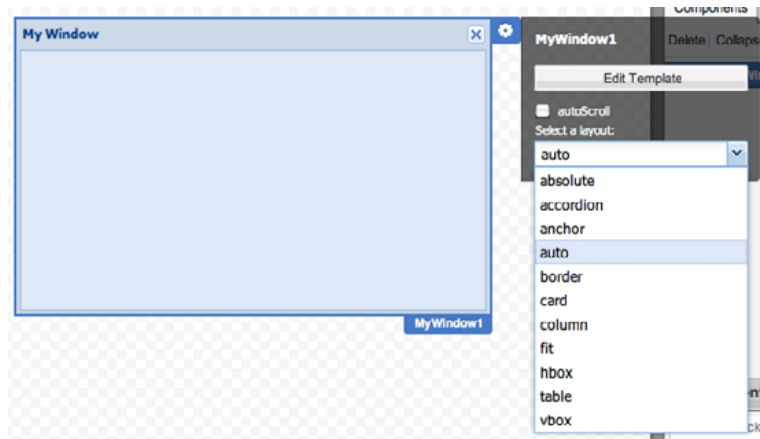 My Window
MyWindow1
MyWindow1
Components
Delete
Edit Template
autoScroll
Select a layout:
auto
absolute
accordion
anchor
auto
border
card
column
fit
hbox
table
vbox